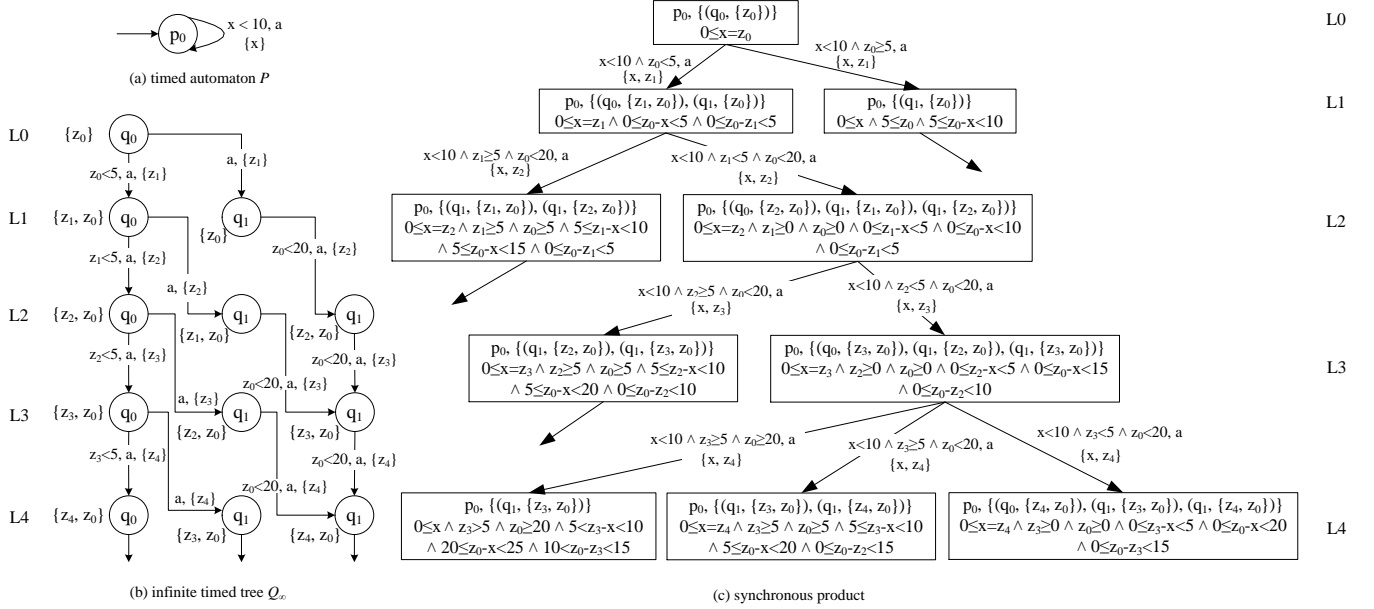 p0
x < 10, a
{x}
(a) timed automaton P
L0
{z0}
q0
a, {z1}
z0<5, a, {z1}
L1
{z1, z0}
q0
q1
{z0}
z0<20, a, {z2}
z1<5, a, {z2}
a, {z2}
L2
{z2, z0}
q0
q1
q1
{z1, z0}
{z2, z0}
z2<5, a, {z3}
z0<20, a, {z3}
z0<20, a, {z3}
a, {z3}
L3
{z3, z0}
q0
q1
q1
{z2, z0}
{z3, z0}
z3<5, a, {z4}
z0<20, a, {z4}
z0<20, a, {z4}
a, {z4}
L4
{z4, z0}
q0
q1
q1
{z3, z0}
{z4, z0}
(b) infinite timed tree Q∞
p0, {(q0, {z0})}
0≤x=z0
L0
x<10 ˄ z0<5, a
{x, z1}
x<10 ˄ z0≥5, a
{x, z1}
p0, {(q0, {z1, z0}), (q1, {z0})}
0≤x=z1 ˄ 0≤z0-x<5 ˄ 0≤z0-z1<5
p0, {(q1, {z0})}
0≤x ˄ 5≤z0 ˄ 5≤z0-x<10
L1
x<10 ˄ z1≥5 ˄ z0<20, a
{x, z2}
x<10 ˄ z1<5 ˄ z0<20, a
{x, z2}
p0, {(q1, {z1, z0}), (q1, {z2, z0})}
0≤x=z2 ˄ z1≥5 ˄ z0≥5 ˄ 5≤z1-x<10
˄ 5≤z0-x<15 ˄ 0≤z0-z1<5
p0, {(q0, {z2, z0}), (q1, {z1, z0}), (q1, {z2, z0})}
0≤x=z2 ˄ z1≥0 ˄ z0≥0 ˄ 0≤z1-x<5 ˄ 0≤z0-x<10
˄ 0≤z0-z1<5
L2
x<10 ˄ z2≥5 ˄ z0<20, a
{x, z3}
x<10 ˄ z2<5 ˄ z0<20, a
{x, z3}
p0, {(q1, {z2, z0}), (q1, {z3, z0})}
0≤x=z3 ˄ z2≥5 ˄ z0≥5 ˄ 5≤z2-x<10
˄ 5≤z0-x<20 ˄ 0≤z0-z2<10
p0, {(q0, {z3, z0}), (q1, {z2, z0}), (q1, {z3, z0})}
0≤x=z3 ˄ z2≥0 ˄ z0≥0 ˄ 0≤z2-x<5 ˄ 0≤z0-x<15
˄ 0≤z0-z2<10
L3
x<10 ˄ z3≥5 ˄ z0≥20, a
{x, z4}
x<10 ˄ z3≥5 ˄ z0<20, a
{x, z4}
x<10 ˄ z3<5 ˄ z0<20, a
{x, z4}
p0, {(q1, {z3, z0})}
0≤x ˄ z3>5 ˄ z0≥20 ˄ 5<z3-x<10
˄ 20≤z0-x<25 ˄ 10<z0-z3<15
p0, {(q1, {z3, z0}), (q1, {z4, z0})}
0≤x=z4 ˄ z3≥5 ˄ z0≥5 ˄ 5≤z3-x<10
˄ 5≤z0-x<20 ˄ 0≤z0-z2<15
p0, {(q0, {z4, z0}), (q1, {z3, z0}), (q1, {z4, z0})}
0≤x=z4 ˄ z3≥0 ˄ z0≥0 ˄ 0≤z3-x<5 ˄ 0≤z0-x<20
˄ 0≤z0-z3<15
L4
(c) synchronous product